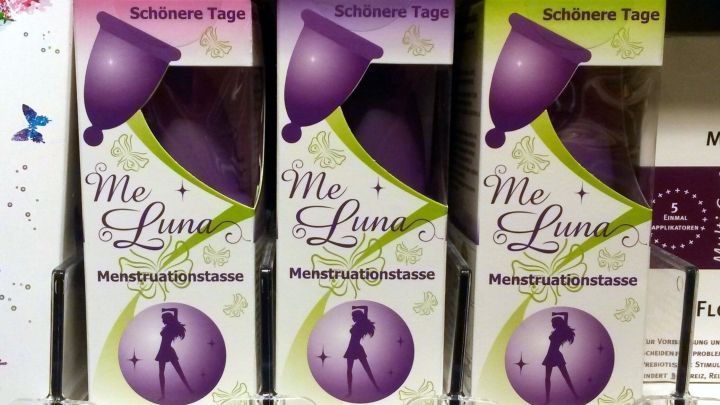 Schönere Tage
Me
Luna
Menstruationstasse
Schönere Tage
Me
Luna
Menstruationstasse
Schönere Tage
Me
Luna
Menstruationstasse
5
EINMAL
APPLIKATOREN